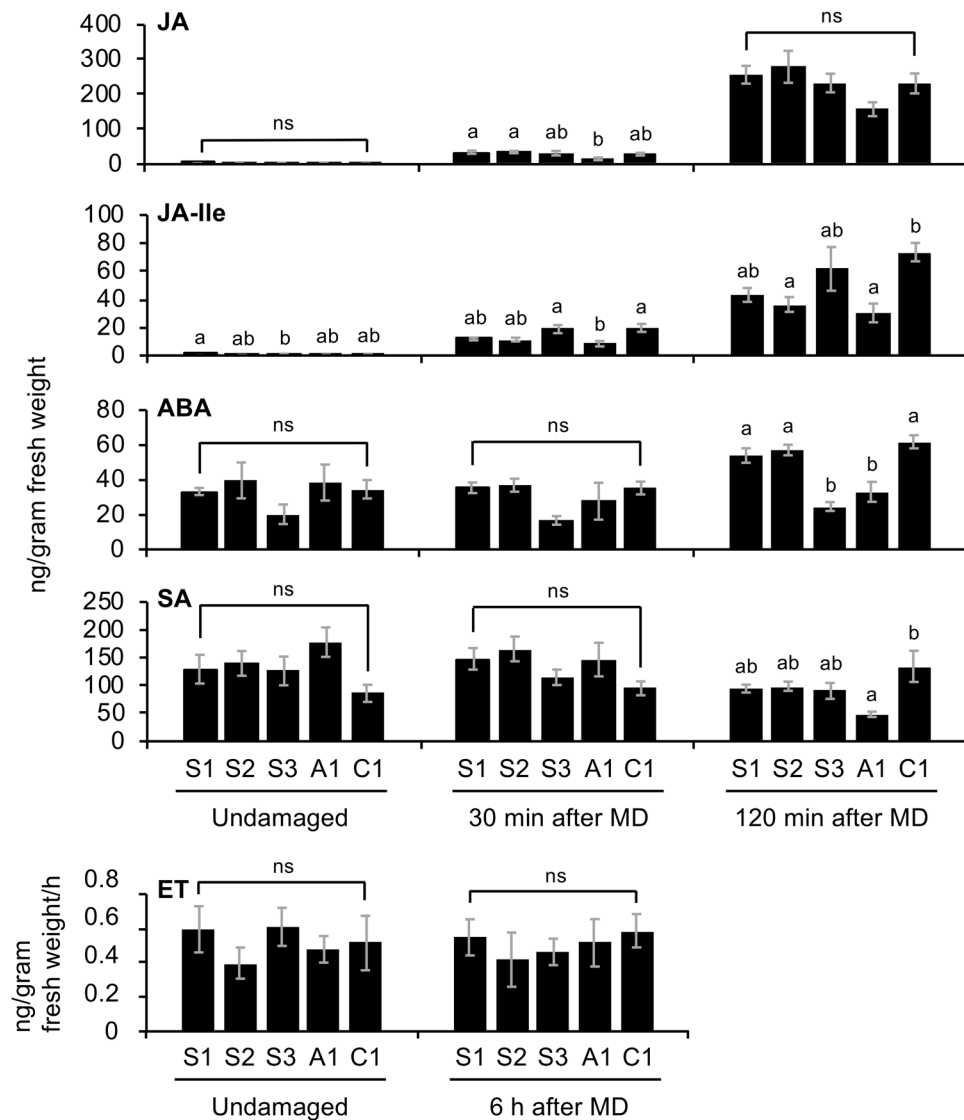 JA
400
300
200
100
0
ns
a a ab b ab
ns
JA-Ile
100
80
60
40
20
0
a ab b ab ab
ab ab a b a
ab a ab a b
ng/gram fresh weight
ABA
80
60
40
20
0
ns
ns
a a b b a
SA
250
200
150
100
50
0
ns
ns
ab ab ab a b
S1 S2 S3 A1 C1 S1 S2 S3 A1 C1 S1 S2 S3 A1 C1
Undamaged 30 min after MD 120 min after MD
ET
ng/gram
fresh weight/h
0.8
0.6
0.4
0.2
0
ns
ns
S1 S2 S3 A1 C1 S1 S2 S3 A1 C1
Undamaged 6 h after MD